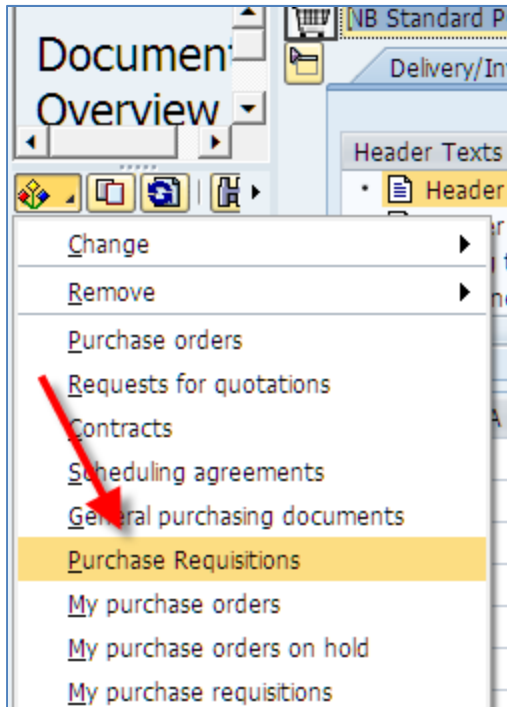 Document
Overview
NB Standard P
Delivery/In
Header Texts
Header
Change
Remove
Purchase orders
Requests for quotations
Contracts
Scheduling agreements
General purchasing documents
Purchase Requisitions
My purchase orders
My purchase orders on hold
My purchase requisitions